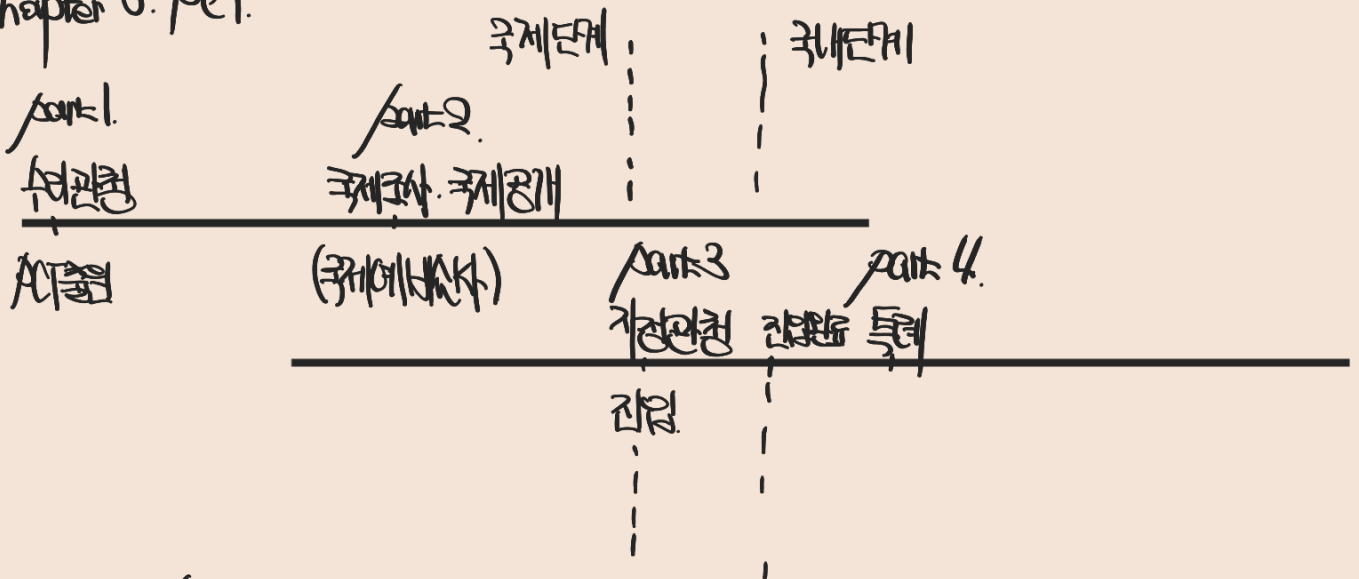 hapter 6. PCT.
국제단계 국내단계
part 1.
part 2.
수리관청
국제조사. 국제공개
PCT출원
(국제예비심사)
part 3
part 4.
지정관청 진입완료 특례
진입.